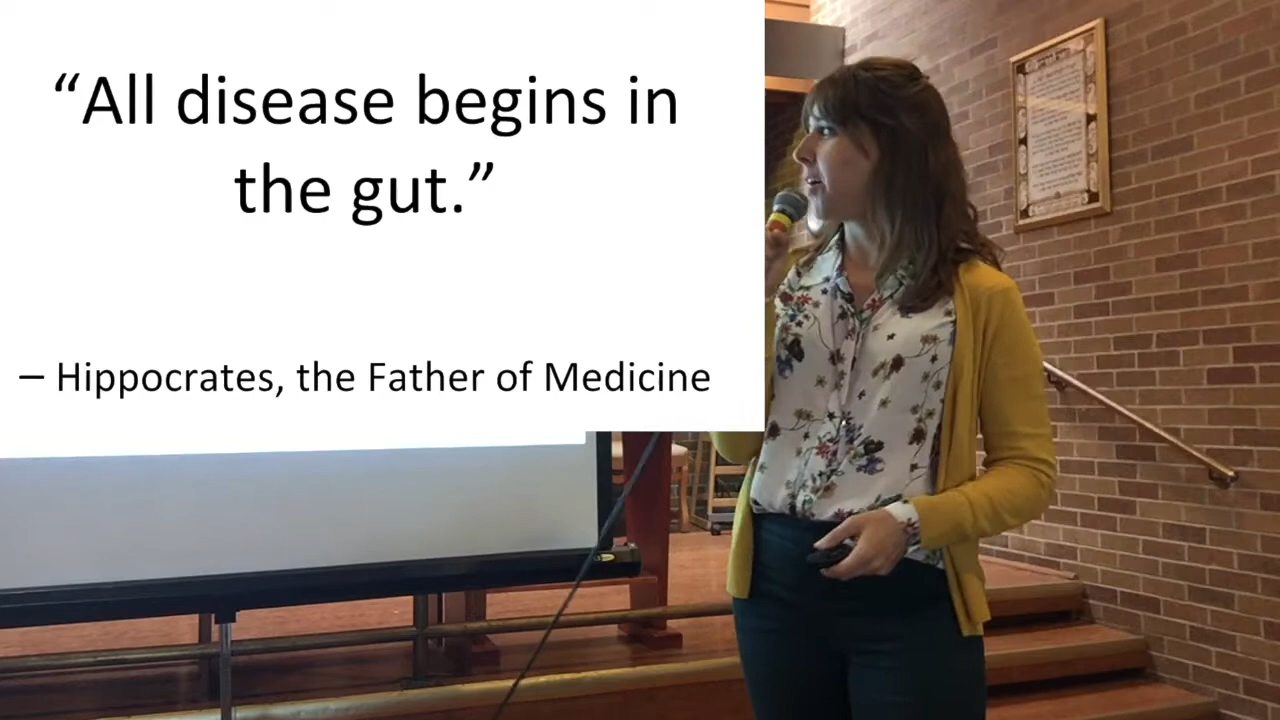 “All disease begins in
the gut.”
– Hippocrates, the Father of Medicine